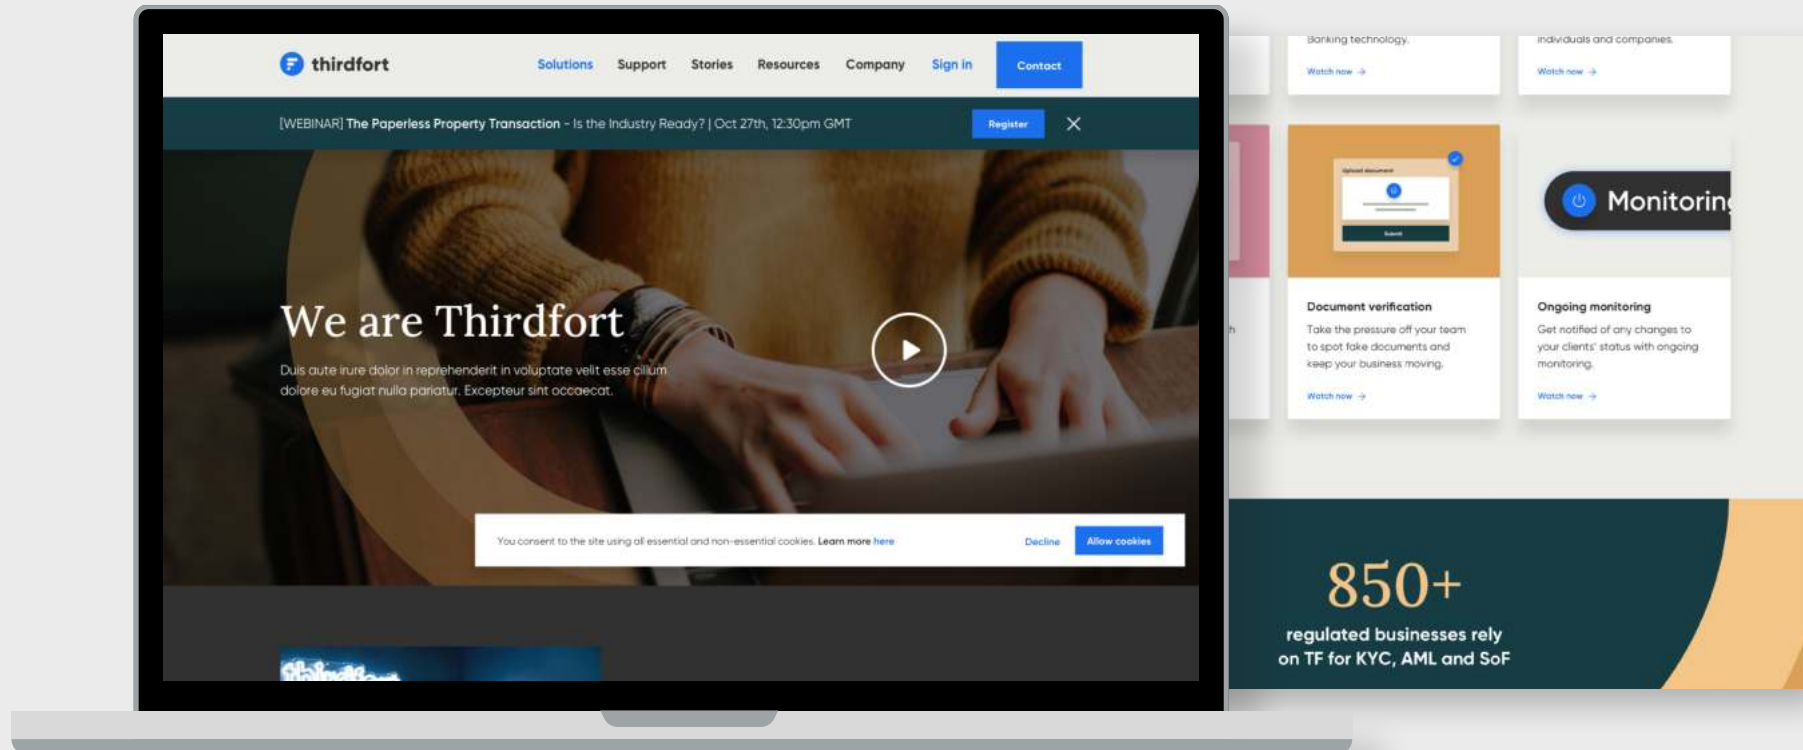 thirdfort
Solutions Support Stories Resources Company Sign in Contact
[WEBINAR] The Paperless Property Transaction - Is the Industry Ready? | Oct 27th, 12:30pm GMT
Register
We are Thirdfort
Duis aute irure dolor in reprehenderit in voluptate velit esse cillum
dolore eu fugiat nulla pariatur. Excepteur sint occaecat.
You consent to the site using all essential and non-essential cookies. Learn more here
Decline
Allow cookies
thirdfort
Banking technology.
Watch now →
individuals and companies.
Watch now →
Upload document
Submit
Document verification
Take the pressure off your team
to spot fake documents and
keep your business moving.
Watch now →
Monitoring
Ongoing monitoring
Get notified of any changes to
your clients' status with ongoing
monitoring.
Watch now →
850+
regulated businesses rely
on TF for KYC, AML and SoF